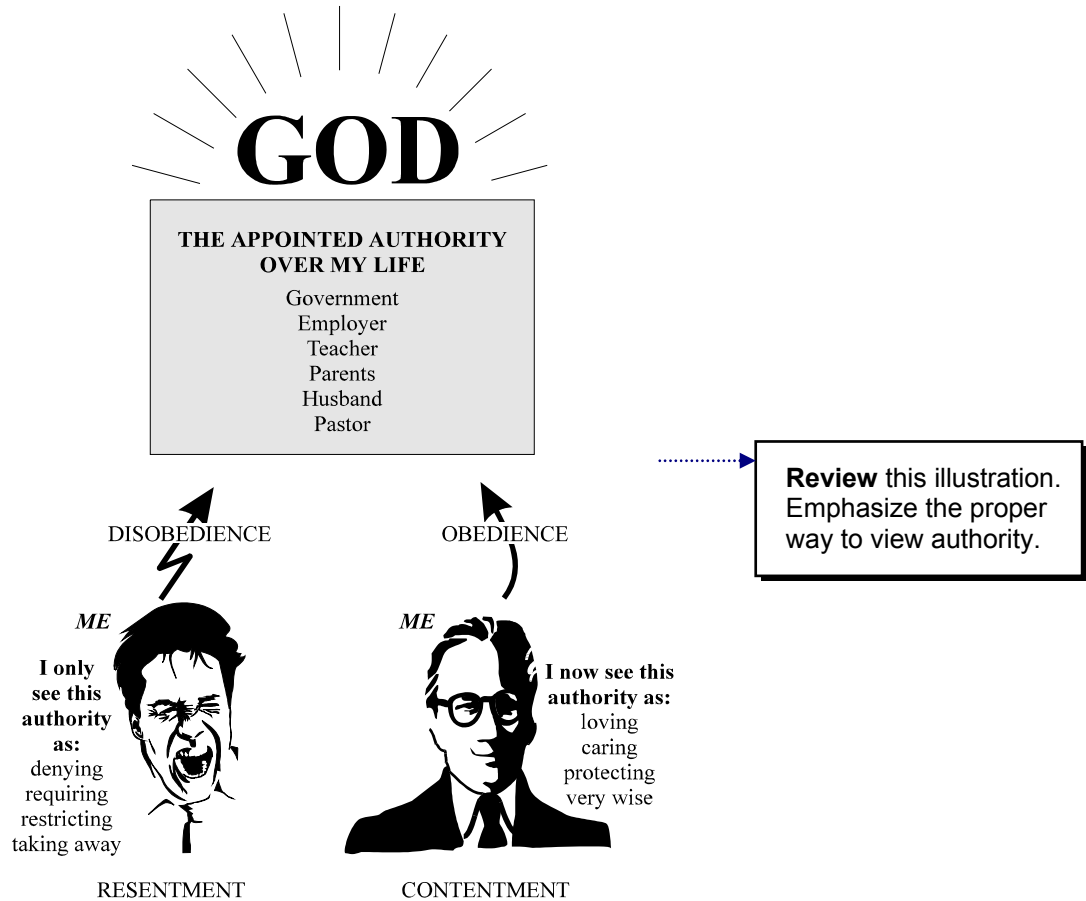 GOD
THE APPOINTED AUTHORITY
OVER MY LIFE
Government
Employer
Teacher
Parents
Husband
Pastor
Review this illustration.
Emphasize the proper
way to view authority.
DISOBEDIENCE
ME
I only
see this
authority
as:
denying
requiring
restricting
taking away
RESENTMENT
OBEDIENCE
ME
I now see this
authority as:
loving
caring
protecting
very wise
CONTENTMENT